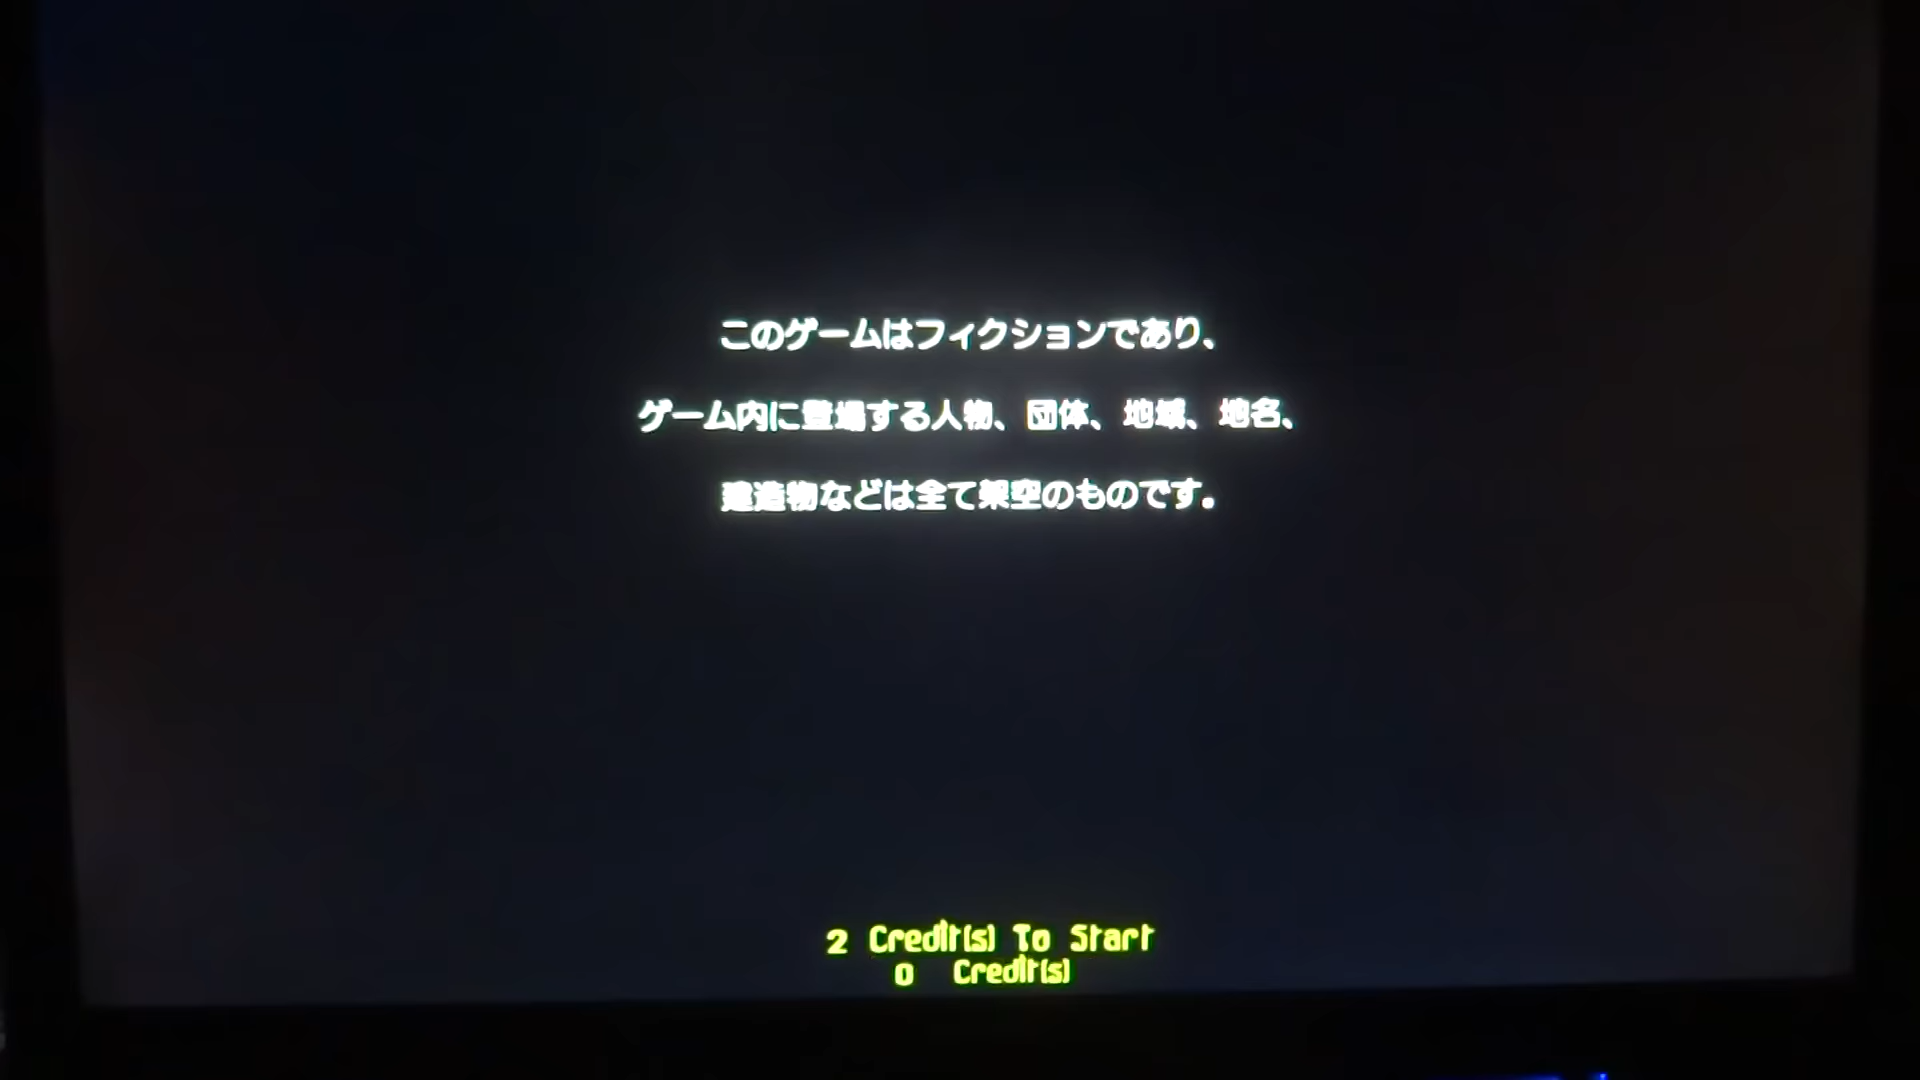 このゲームはフィクションであり、
ゲーム内に登場する人物、団体、地域、地名、
建造物などは全て架空のものです。
2 Credit(s) To Start
0 Credit(s)